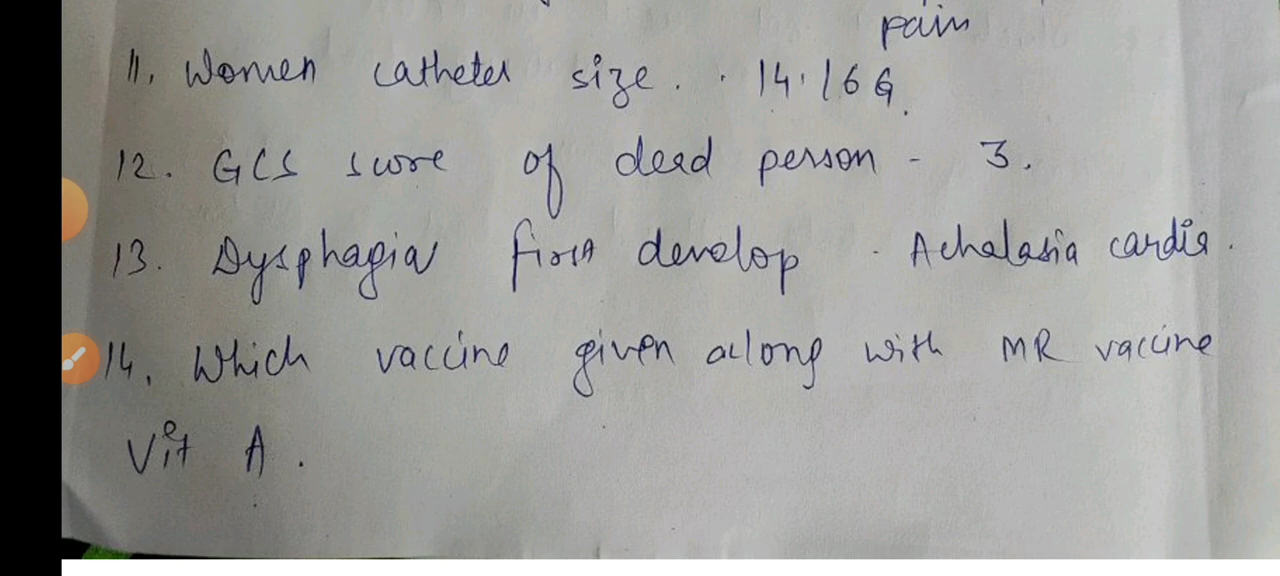 pain
11. Women catheter size. . 14.16 G.
12. GCS score of dead person - 3.
13. Dysphagia first develop - Achalasia cardia.
14. Which vaccine given along with MR vaccine
Vit A.